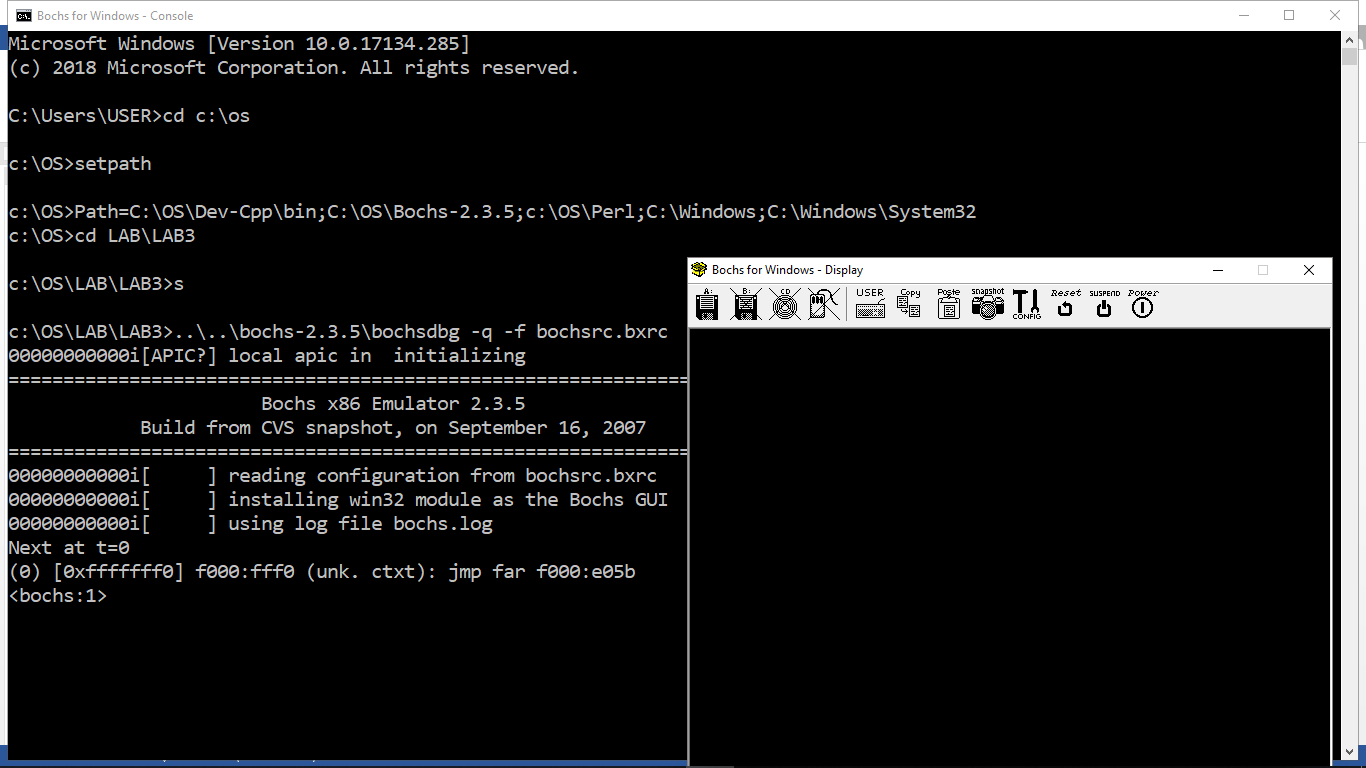 Bochs for Windows - Console
Microsoft Windows [Version 10.0.17134.285]
(c) 2018 Microsoft Corporation. All rights reserved.
C:\Users\USER>cd c:\os
c:\OS>setpath
c:\OS>Path=C:\OS\Dev-Cpp\bin;C:\OS\Bochs-2.3.5;c:\OS\Perl;C:\Windows;C:\Windows\System32
c:\OS>cd LAB\LAB3
c:\OS\LAB\LAB3>s
c:\OS\LAB\LAB3>..\..\bochs-2.3.5\bochsdbg -q -f bochsrc.bxrc
00000000000i[APIC?] local apic in  initializing
==============================================================
Bochs x86 Emulator 2.3.5
Build from CVS snapshot, on September 16, 2007
==============================================================
00000000000i[     ] reading configuration from bochsrc.bxrc
00000000000i[     ] installing win32 module as the Bochs GUI
00000000000i[     ] using log file bochs.log
Next at t=0
(0) [0xfffffff0] f000:fff0 (unk. ctxt): jmp far f000:e05b
<bochs:1>
Bochs for Windows - Display
A: B: CD USER Copy Paste snapshot CONFIG Reset SUSPEND Power